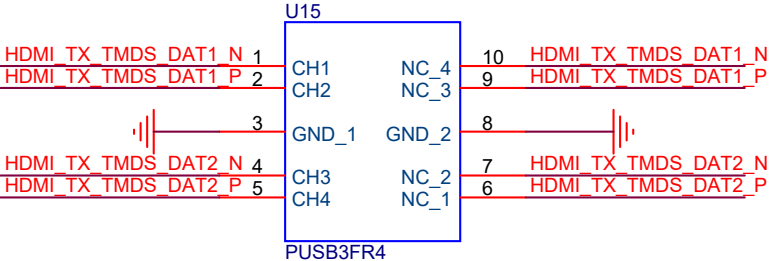 U15
HDMI_TX_TMDS_DAT1_N 1 CH1 NC_4 10 HDMI_TX_TMDS_DAT1_N
HDMI_TX_TMDS_DAT1_P 2 CH2 NC_3 9 HDMI_TX_TMDS_DAT1_P
3 GND_1 GND_2 8
HDMI_TX_TMDS_DAT2_N 4 CH3 NC_2 7 HDMI_TX_TMDS_DAT2_N
HDMI_TX_TMDS_DAT2_P 5 CH4 NC_1 6 HDMI_TX_TMDS_DAT2_P
PUSB3FR4